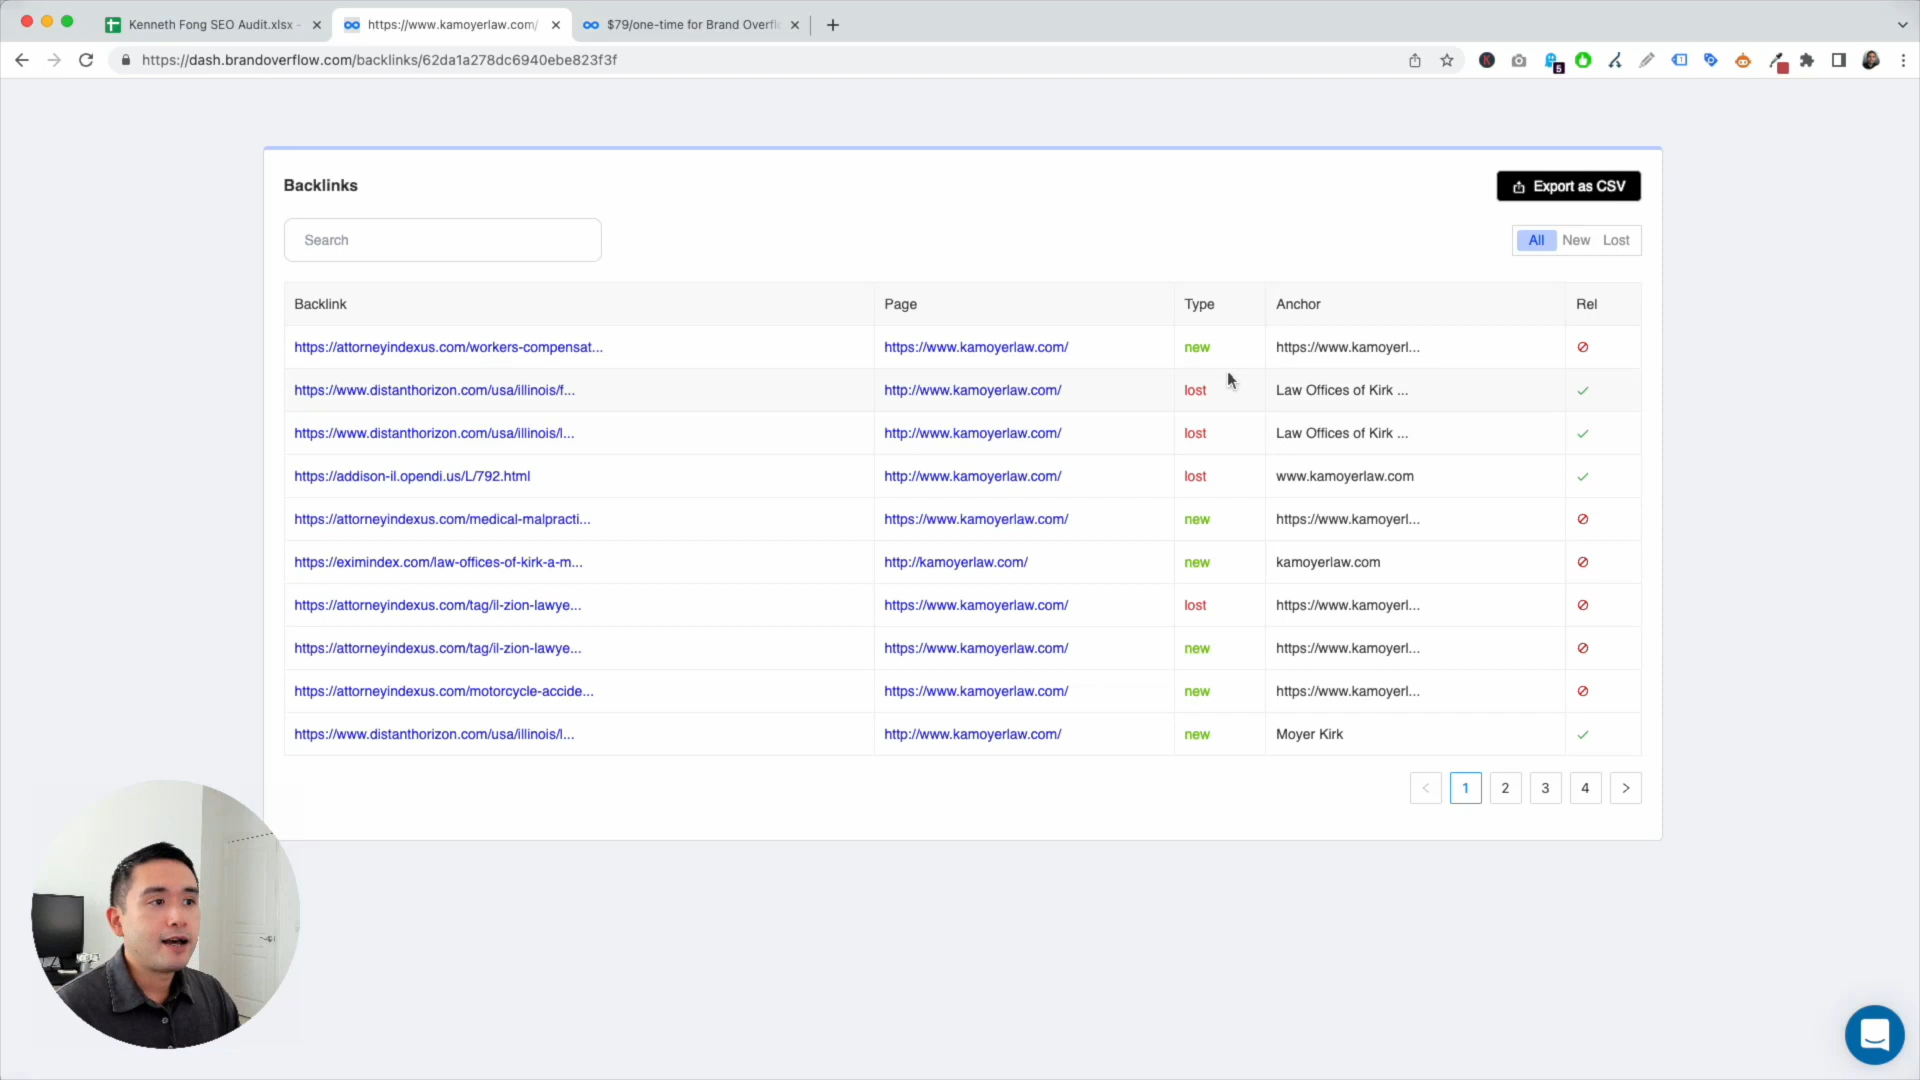 Kenneth Fong SEO Audit.xlsx -
https://www.kamoyerlaw.com/
$79/one-time for Brand Overfl
https://dash.brandoverflow.com/backlinks/62da1a278dc6940ebe823f3f
5
Backlinks
Export as CSV
Search
All New Lost
Backlink Page Type Anchor Rel
https://attorneyindexus.com/workers-compensat... https://www.kamoyerlaw.com/ new https://www.kamoyerl...
https://www.distanthorizon.com/usa/illinois/f... http://www.kamoyerlaw.com/ lost Law Offices of Kirk ...
https://www.distanthorizon.com/usa/illinois/l... http://www.kamoyerlaw.com/ lost Law Offices of Kirk ...
https://addison-il.opendi.us/L/792.html http://www.kamoyerlaw.com/ lost www.kamoyerlaw.com
https://attorneyindexus.com/medical-malpracti... https://www.kamoyerlaw.com/ new https://www.kamoyerl...
https://eximindex.com/law-offices-of-kirk-a-m... http://kamoyerlaw.com/ new kamoyerlaw.com
https://attorneyindexus.com/tag/il-zion-lawye... https://www.kamoyerlaw.com/ lost https://www.kamoyerl...
https://attorneyindexus.com/tag/il-zion-lawye... https://www.kamoyerlaw.com/ new https://www.kamoyerl...
https://attorneyindexus.com/motorcycle-accide... https://www.kamoyerlaw.com/ new https://www.kamoyerl...
https://www.distanthorizon.com/usa/illinois/l... http://www.kamoyerlaw.com/ new Moyer Kirk
< 1 2 3 4 >